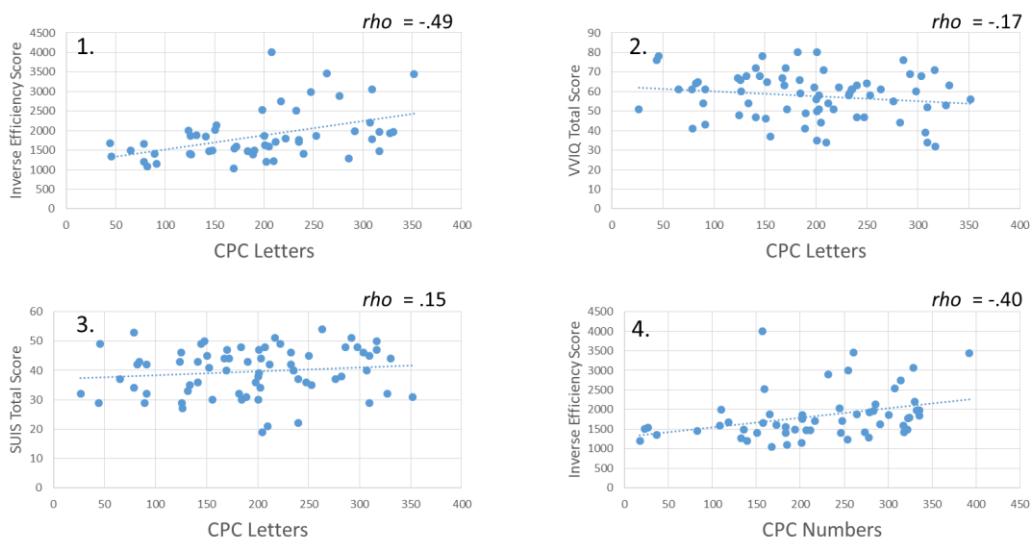 1.
rho = -.49
Inverse Efficiency Score
4500
4000
3500
3000
2500
2000
1500
1000
500
0
0 50 100 150 200 250 300 350 400
CPC Letters
2.
rho = -.17
VVIQ Total Score
90
80
70
60
50
40
30
20
10
0
0 50 100 150 200 250 300 350 400
CPC Letters
3.
rho = .15
SUIS Total Score
60
50
40
30
20
10
0
0 50 100 150 200 250 300 350 400 450
CPC Letters
4.
rho = -.40
Inverse Efficiency Score
4500
4000
3500
3000
2500
2000
1500
1000
500
0
0 50 100 150 200 250 300 350 400 450
CPC Numbers